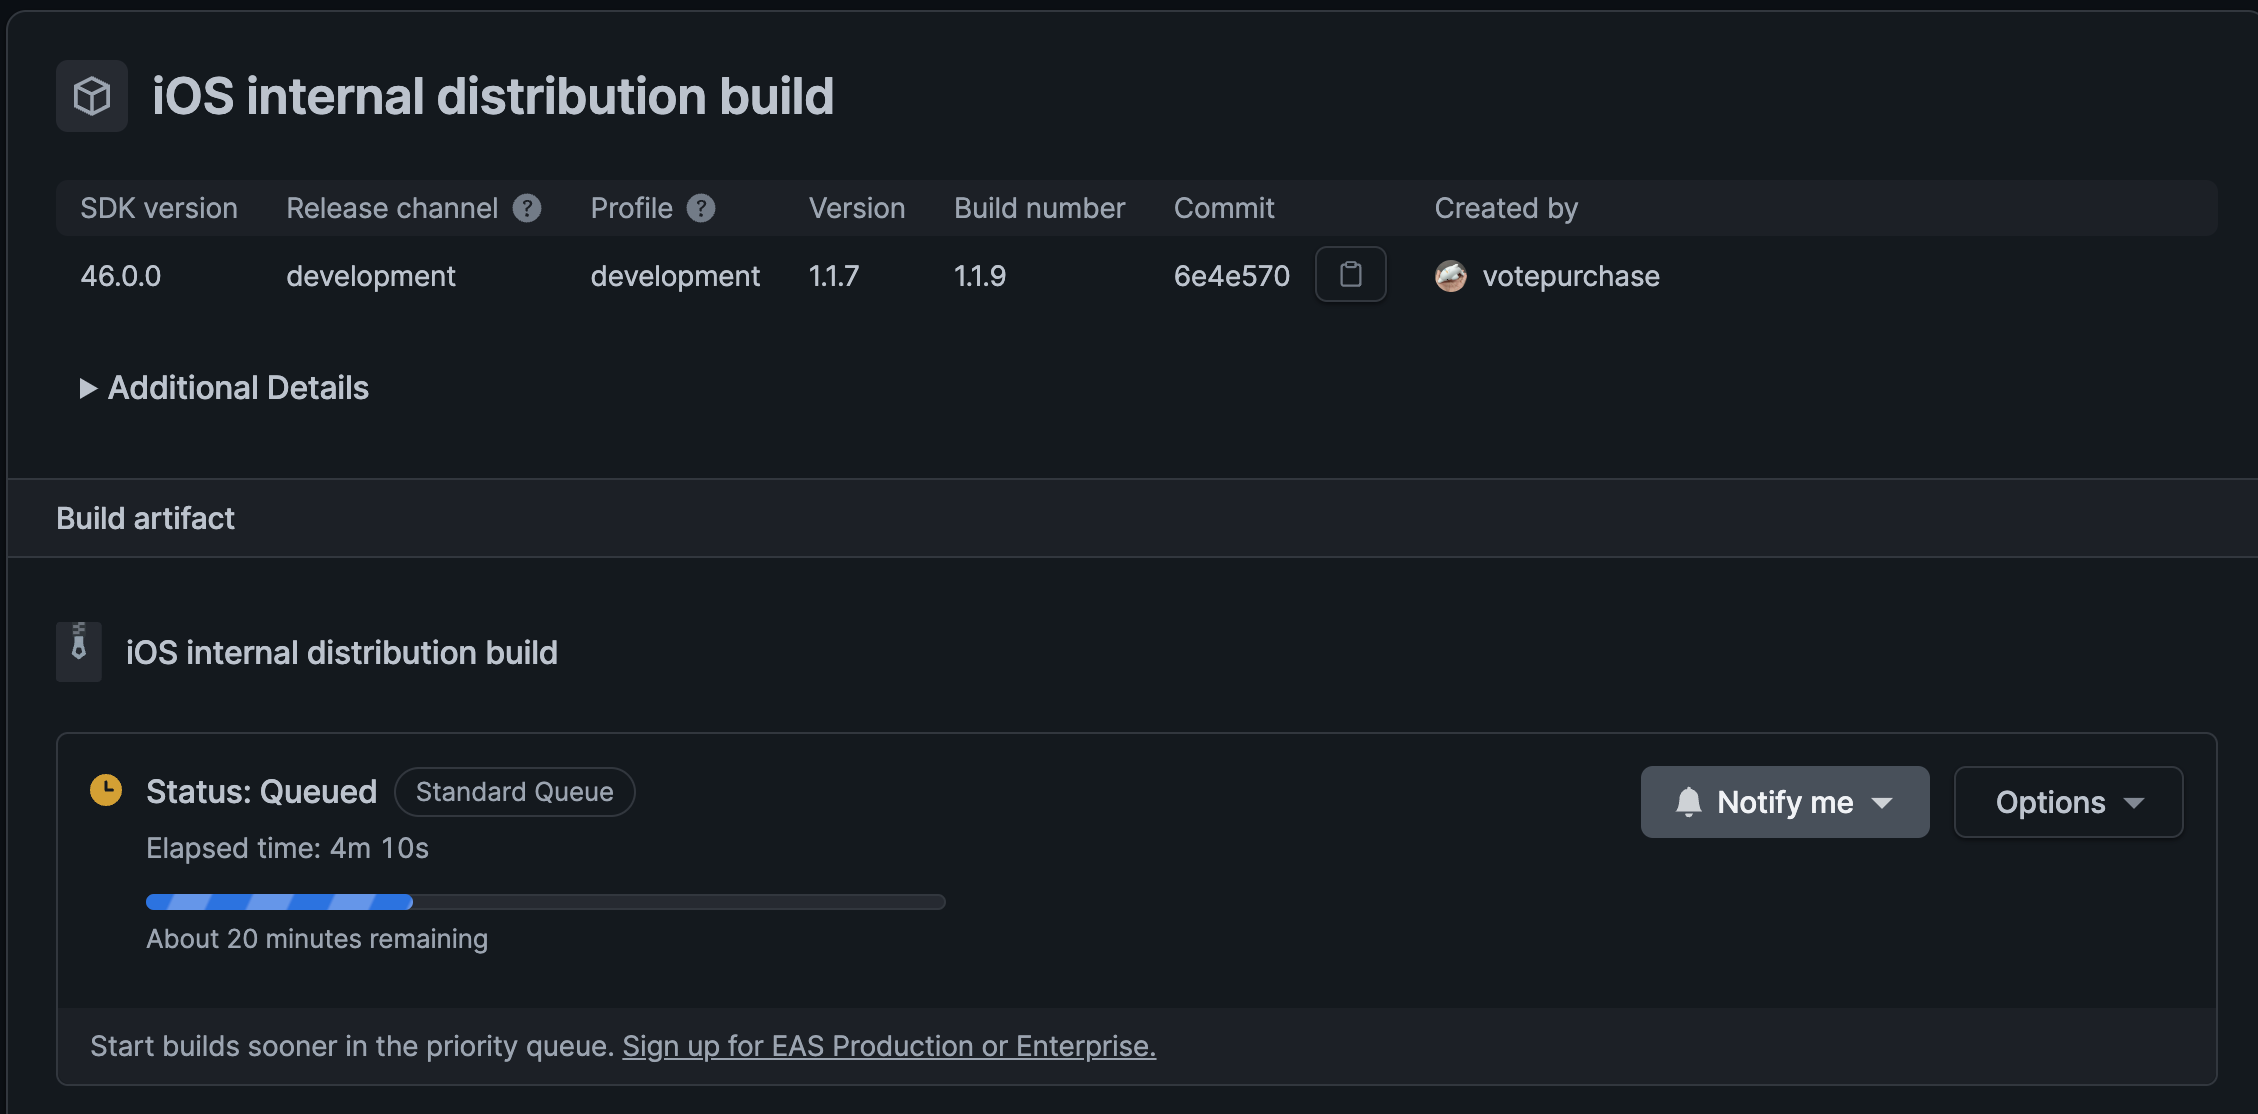 iOS internal distribution build
SDK version Release channel ? Profile ? Version Build number Commit Created by
46.0.0 development development 1.1.7 1.1.9 6e4e570 votepurchase
Additional Details
Build artifact
iOS internal distribution build
Status: Queued Standard Queue Notify me Options
Elapsed time: 4m 10s
About 20 minutes remaining
Start builds sooner in the priority queue. Sign up for EAS Production or Enterprise.